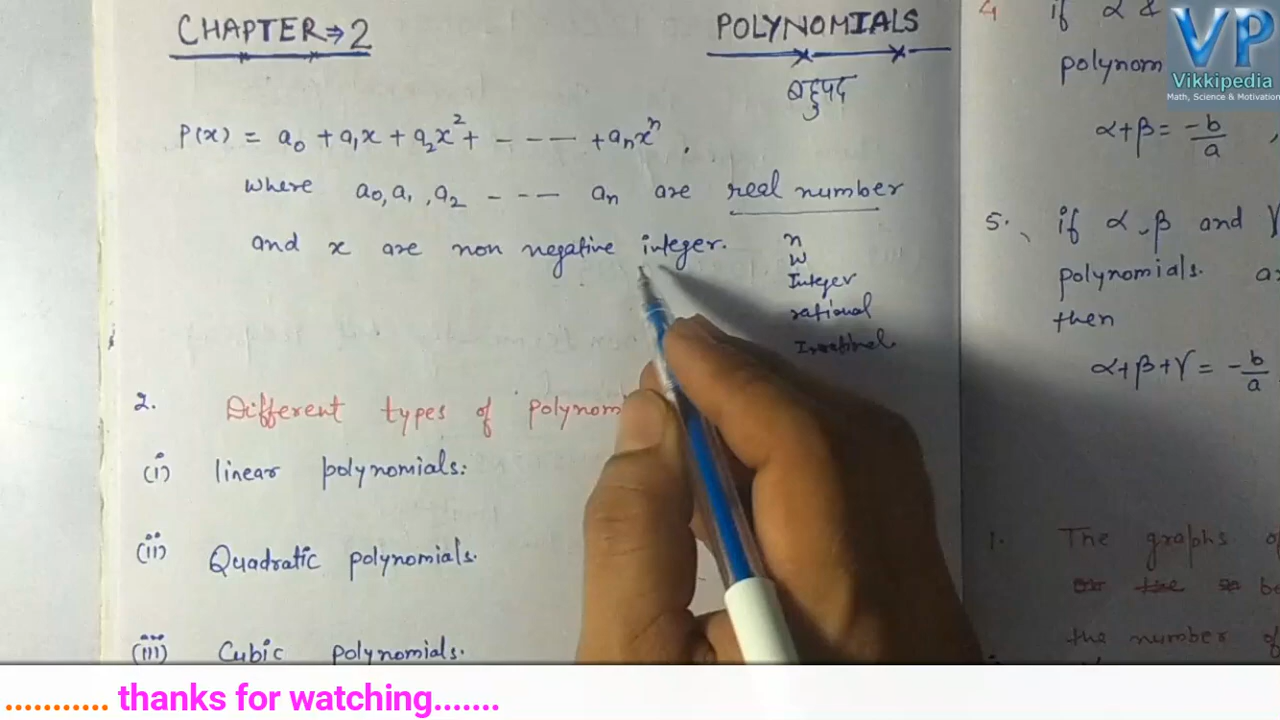 CHAPTER⇒2
POLYNOMIALS
बहुपद
P(x) = a₀ + a₁x + a₂x² + - - — + aₙxⁿ ,
where a₀, a₁ , a₂ - - — aₙ are real number
and x are non negative integer.
n
w
Integer
rational
2. Different types of polynom
(i) linear polynomials:
(ii) Quadratic polynomials.
(iii) Cubic polynomials.
4 if α &
polynom
α+β = -b/a ,
5. if α , β and γ
polynomials.
then
α+β+γ = -b/a
1. The graphs of
the number of
VP
Vikkipedia
Math, Science & Motivation
........... thanks for watching.......